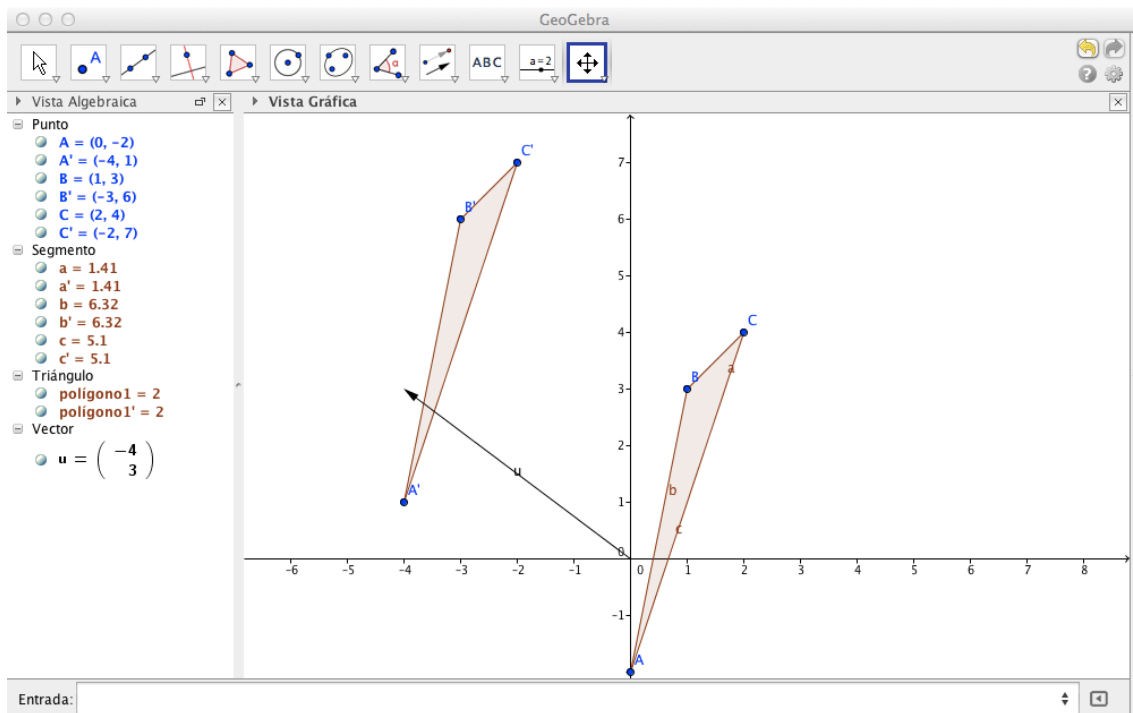 GeoGebra
A
α
ABC
a=2
Vista Algebraica
Vista Gráfica
Punto
A = (0, −2)
A' = (−4, 1)
B = (1, 3)
B' = (−3, 6)
C = (2, 4)
C' = (−2, 7)
Segmento
a = 1.41
a' = 1.41
b = 6.32
b' = 6.32
c = 5.1
c' = 5.1
Triángulo
polígono1 = 2
polígono1' = 2
Vector
u = ( −4
3 )
C'
7
B'
6
5
C
4
a
B
3
2
u
b
A'
1
c
0
-6 -5 -4 -3 -2 -1 0 1 2 3 4 5 6 7 8
-1
A
Entrada: